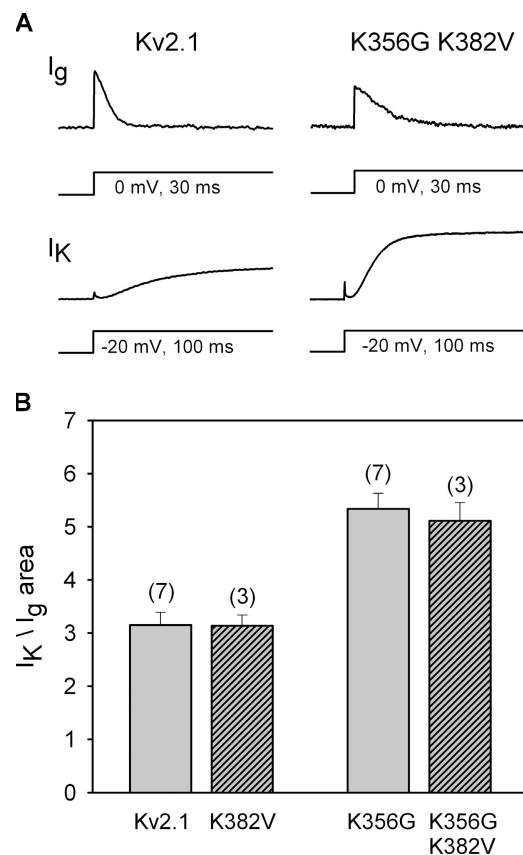 A
Kv2.1 K356G K382V
Ig
0 mV, 30 ms 0 mV, 30 ms
IK
-20 mV, 100 ms -20 mV, 100 ms
B
7
6
5
4
3
2
1
0
IK \ Ig area
(7) (3) (7) (3)
Kv2.1 K382V K356G K356G
K382V